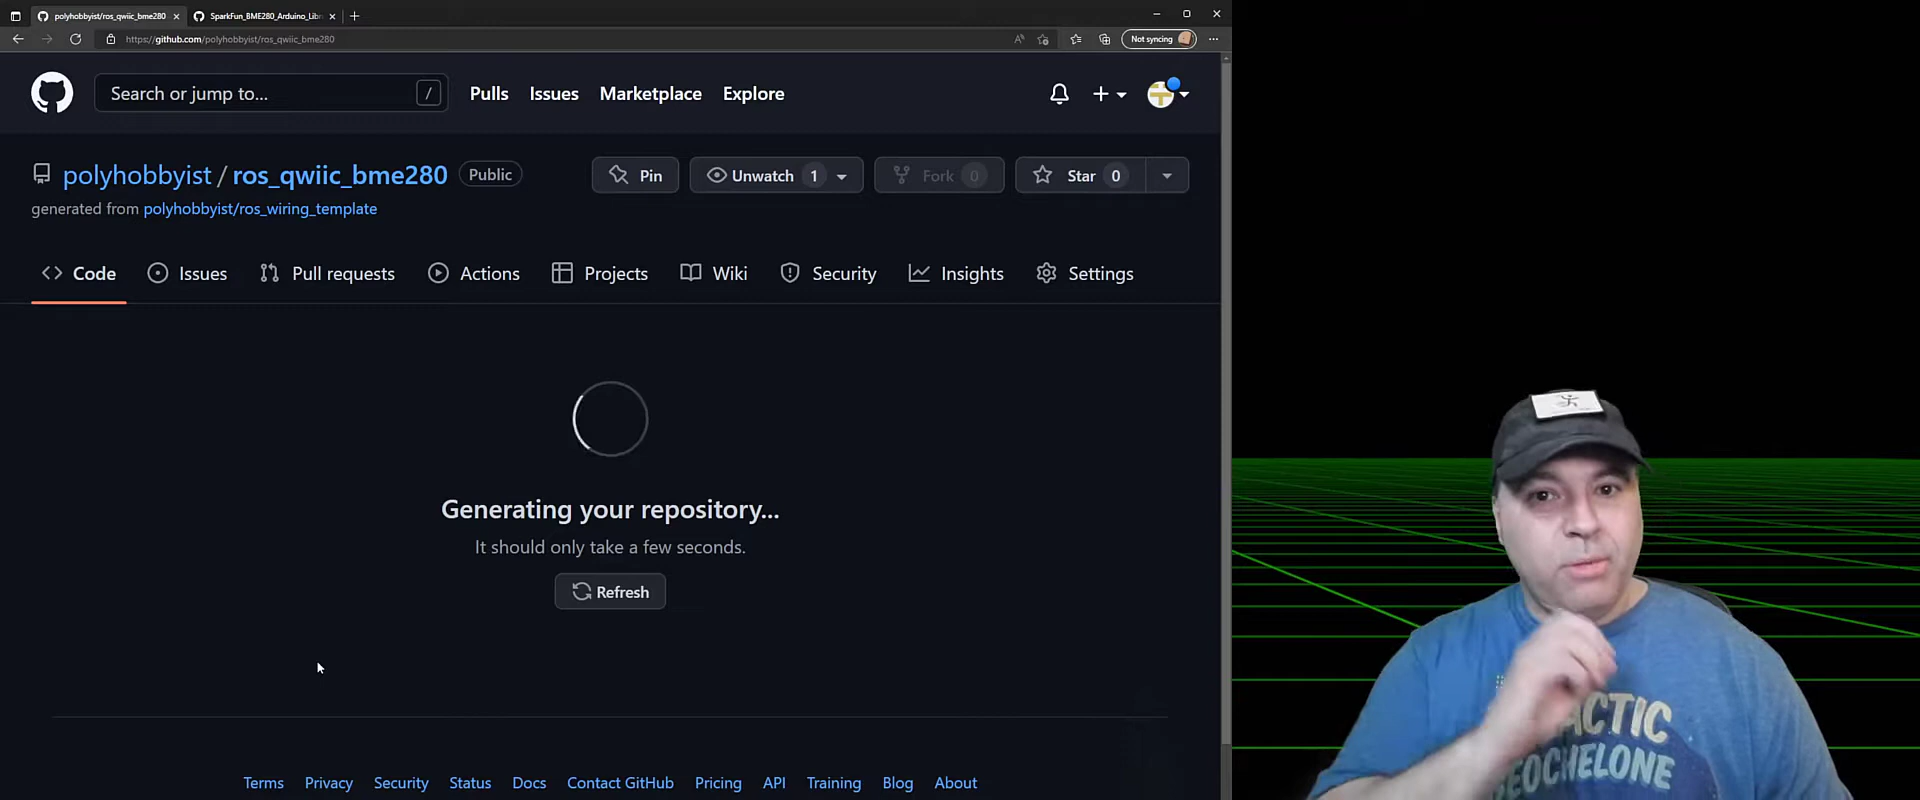 polyhobbyist/ros_qwiic_bme280
SparkFun_BME280_Arduino_Libr
https://github.com/polyhobbyist/ros_qwiic_bme280
Not syncing
Search or jump to... /
Pulls Issues Marketplace Explore
polyhobbyist / ros_qwiic_bme280 Public
Pin Unwatch 1 Fork 0 Star 0
generated from polyhobbyist/ros_wiring_template
Code Issues Pull requests Actions Projects Wiki Security Insights Settings
Generating your repository...
It should only take a few seconds.
Refresh
Terms Privacy Security Status Docs Contact GitHub Pricing API Training Blog About
ACTIC
EOCHELONE